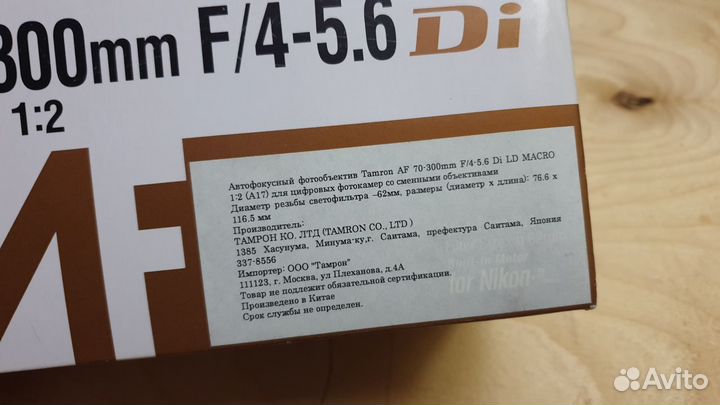 300mm F/4-5.6 Di
1:2
AF
Автофокусный фотообъектив Tamron AF 70-300mm F/4-5.6 Di LD MACRO
1:2 (A17) для цифровых фотокамер со сменными объективами
Диаметр резьбы светофильтра -62мм, размеры (диаметр x длина): 76.6 x
116.5 мм
Производитель:
ТАМРОН КО. ЛТД (TAMRON CO., LTD )
1385 Хасунума, Минума-ку,г. Саитама, префектура Саитама, Япония
337-8556
Импортер: ООО "Тамрон"
111123, г. Москва, ул Плеханова, д.4А
Товар не подлежит обязательной сертификации.
Произведено в Китае
Срок службы не определен.
Built-in Motor
for Nikon
Avito